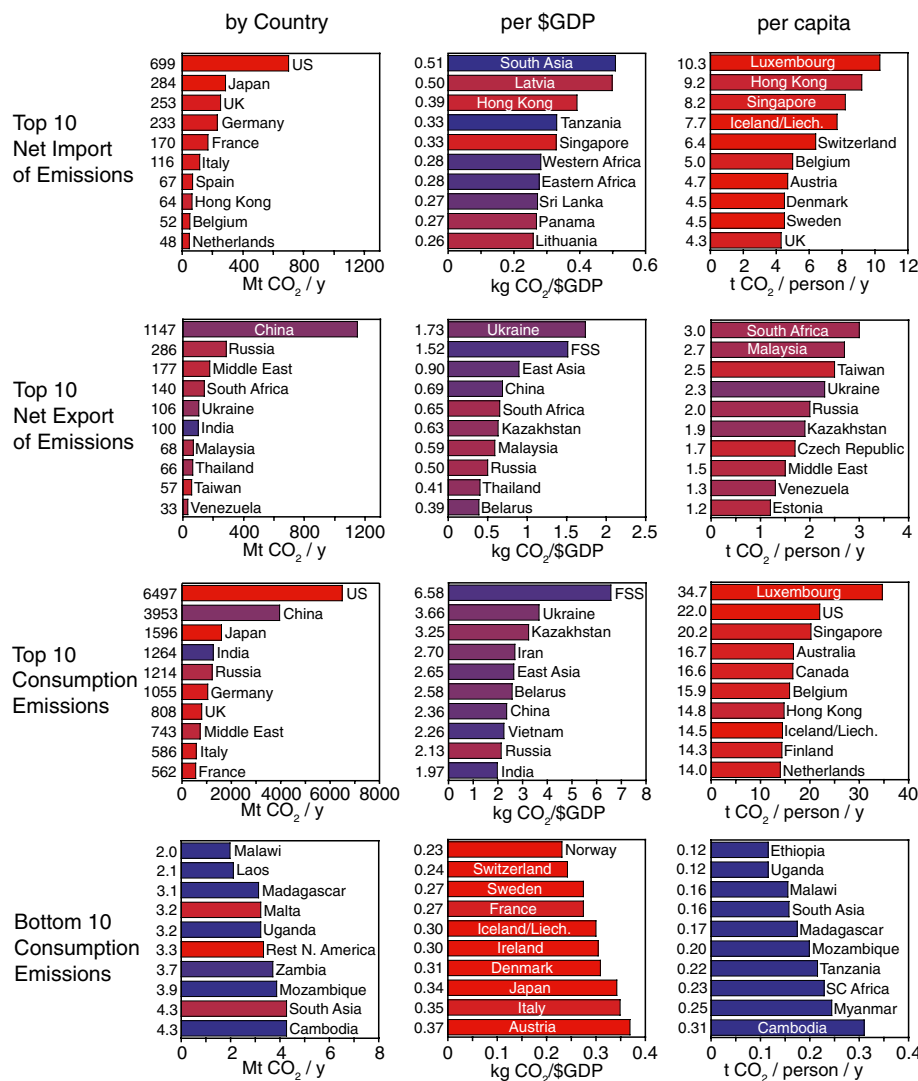 by Country
per $GDP
per capita
Top 10
Net Import
of Emissions
699 US
284 Japan
253 UK
233 Germany
170 France
116 Italy
67 Spain
64 Hong Kong
52 Belgium
48 Netherlands
0 400 800 1200
Mt CO2 / y
0.51 South Asia
0.50 Latvia
0.39 Hong Kong
0.33 Tanzania
0.33 Singapore
0.28 Western Africa
0.28 Eastern Africa
0.27 Sri Lanka
0.27 Panama
0.26 Lithuania
0 0.2 0.4 0.6
kg CO2/$GDP
10.3 Luxembourg
9.2 Hong Kong
8.2 Singapore
7.7 Iceland/Liech.
6.4 Switzerland
5.0 Belgium
4.7 Austria
4.5 Denmark
4.5 Sweden
4.3 UK
0 2 4 6 8 10 12
t CO2 / person / y
Top 10
Net Export
of Emissions
1147 China
286 Russia
177 Middle East
140 South Africa
106 Ukraine
100 India
68 Malaysia
66 Thailand
57 Taiwan
33 Venezuela
0 400 800 1200
Mt CO2 / y
1.73 Ukraine
1.52 FSS
0.90 East Asia
0.69 China
0.65 South Africa
0.63 Kazakhstan
0.59 Malaysia
0.50 Russia
0.41 Thailand
0.39 Belarus
0 0.5 1 1.5 2 2.5
kg CO2/$GDP
3.0 South Africa
2.7 Malaysia
2.5 Taiwan
2.3 Ukraine
2.0 Russia
1.9 Kazakhstan
1.7 Czech Republic
1.5 Middle East
1.3 Venezuela
1.2 Estonia
0 1 2 3 4
t CO2 / person / y
Top 10
Consumption
Emissions
6497 US
3953 China
1596 Japan
1264 India
1214 Russia
1055 Germany
808 UK
743 Middle East
586 Italy
562 France
0 2000 4000 6000 8000
Mt CO2 / y
6.58 FSS
3.66 Ukraine
3.25 Kazakhstan
2.70 Iran
2.65 East Asia
2.58 Belarus
2.36 China
2.26 Vietnam
2.13 Russia
1.97 India
0 1 2 3 4 5 6 7 8
kg CO2/$GDP
34.7 Luxembourg
22.0 US
20.2 Singapore
16.7 Australia
16.6 Canada
15.9 Belgium
14.8 Hong Kong
14.5 Iceland/Liech.
14.3 Finland
14.0 Netherlands
0 10 20 30 40
t CO2 / person / y
Bottom 10
Consumption
Emissions
2.0 Malawi
2.1 Laos
3.1 Madagascar
3.2 Malta
3.2 Uganda
3.3 Rest N. America
3.7 Zambia
3.9 Mozambique
4.3 South Asia
4.3 Cambodia
0 2 4 6 8
Mt CO2 / y
0.23 Norway
0.24 Switzerland
0.27 Sweden
0.27 France
0.30 Iceland/Liech.
0.30 Ireland
0.31 Denmark
0.34 Japan
0.35 Italy
0.37 Austria
0 0.1 0.2 0.3 0.4
kg CO2/$GDP
0.12 Ethiopia
0.12 Uganda
0.16 Malawi
0.16 South Asia
0.17 Madagascar
0.20 Mozambique
0.22 Tanzania
0.23 SC Africa
0.25 Myanmar
0.31 Cambodia
0 0.1 0.2 0.3 0.4
t CO2 / person / y